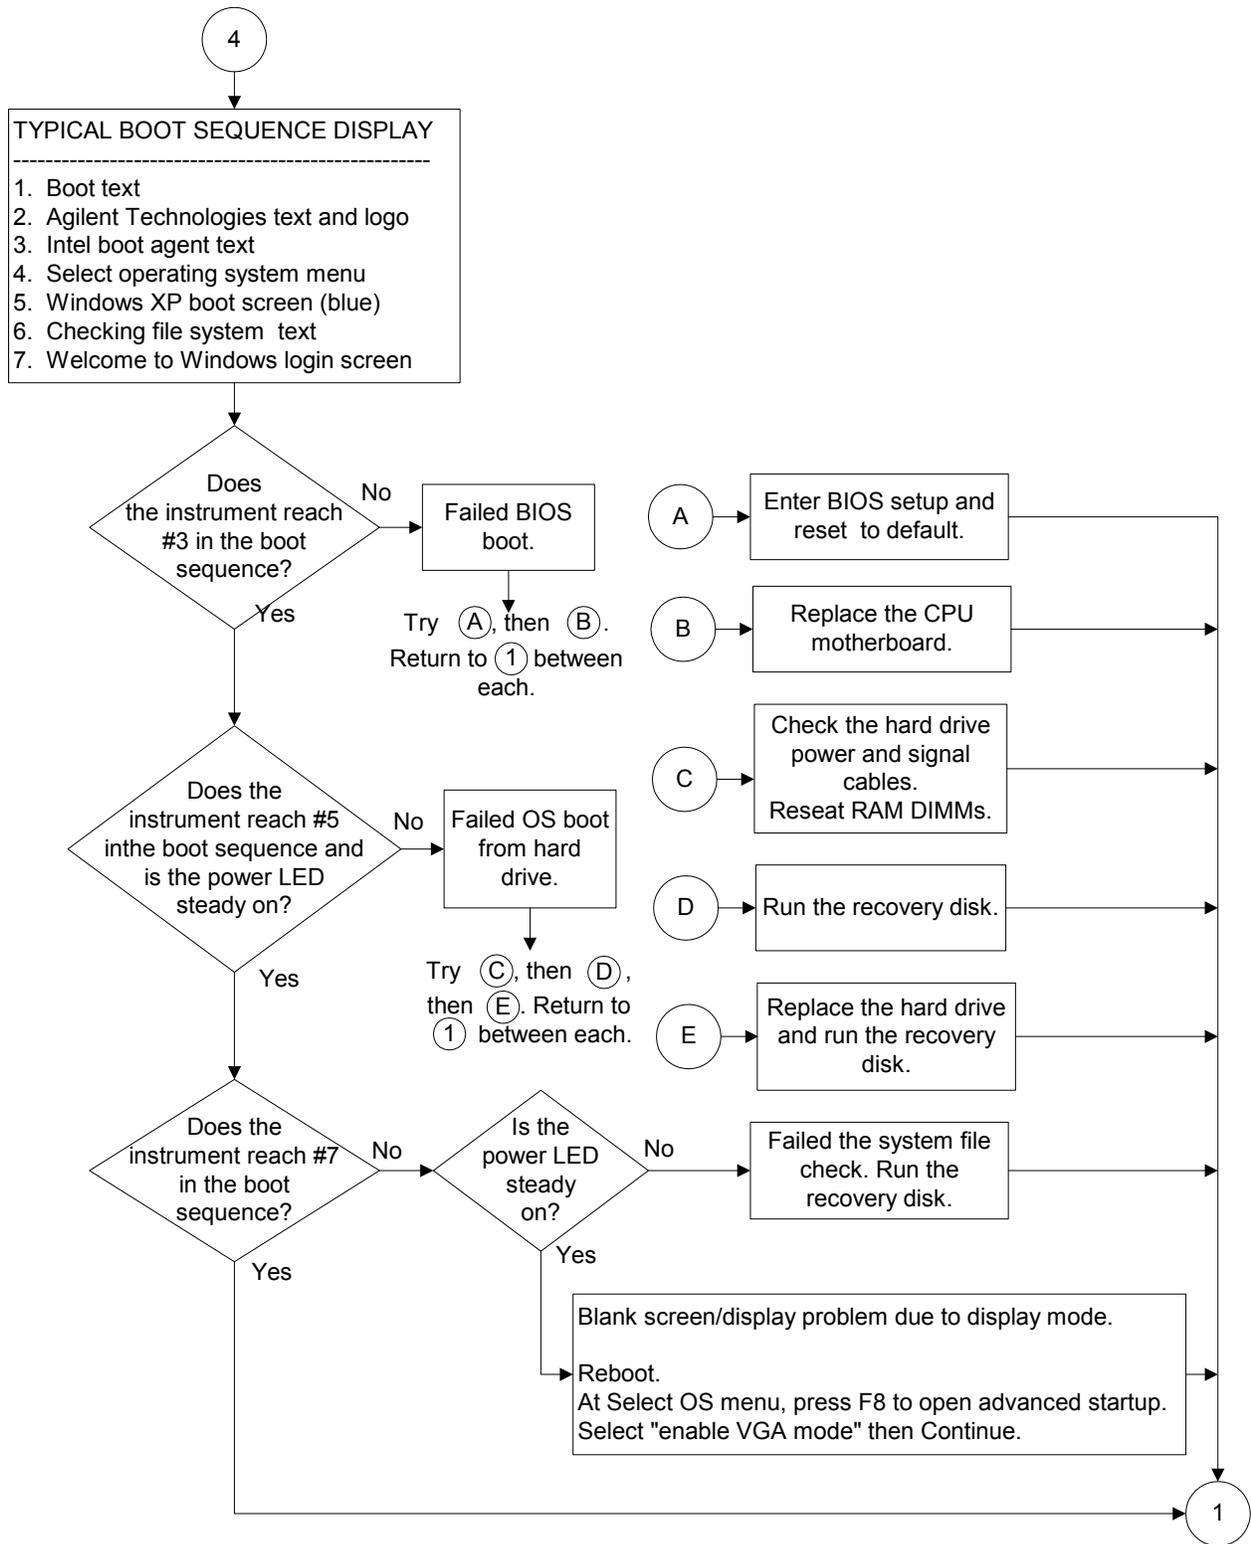 4
TYPICAL BOOT SEQUENCE DISPLAY
----------------------------------------------------
1. Boot text
2. Agilent Technologies text and logo
3. Intel boot agent text
4. Select operating system menu
5. Windows XP boot screen (blue)
6. Checking file system text
7. Welcome to Windows login screen
Does
the instrument reach
#3 in the boot
sequence?
No
Yes
Failed BIOS
boot.
Try A, then B.
Return to 1 between
each.
A
Enter BIOS setup and
reset to default.
B
Replace the CPU
motherboard.
C
Check the hard drive
power and signal
cables.
Reseat RAM DIMMs.
Does the
instrument reach #5
inthe boot sequence and
is the power LED
steady on?
No
Yes
Failed OS boot
from hard
drive.
Try C, then D,
then E. Return to
1 between each.
D
Run the recovery disk.
E
Replace the hard drive
and run the recovery
disk.
Does the
instrument reach #7
in the boot
sequence?
No
Yes
Is the
power LED
steady
on?
No
Yes
Failed the system file
check. Run the
recovery disk.
Blank screen/display problem due to display mode.
Reboot.
At Select OS menu, press F8 to open advanced startup.
Select "enable VGA mode" then Continue.
1